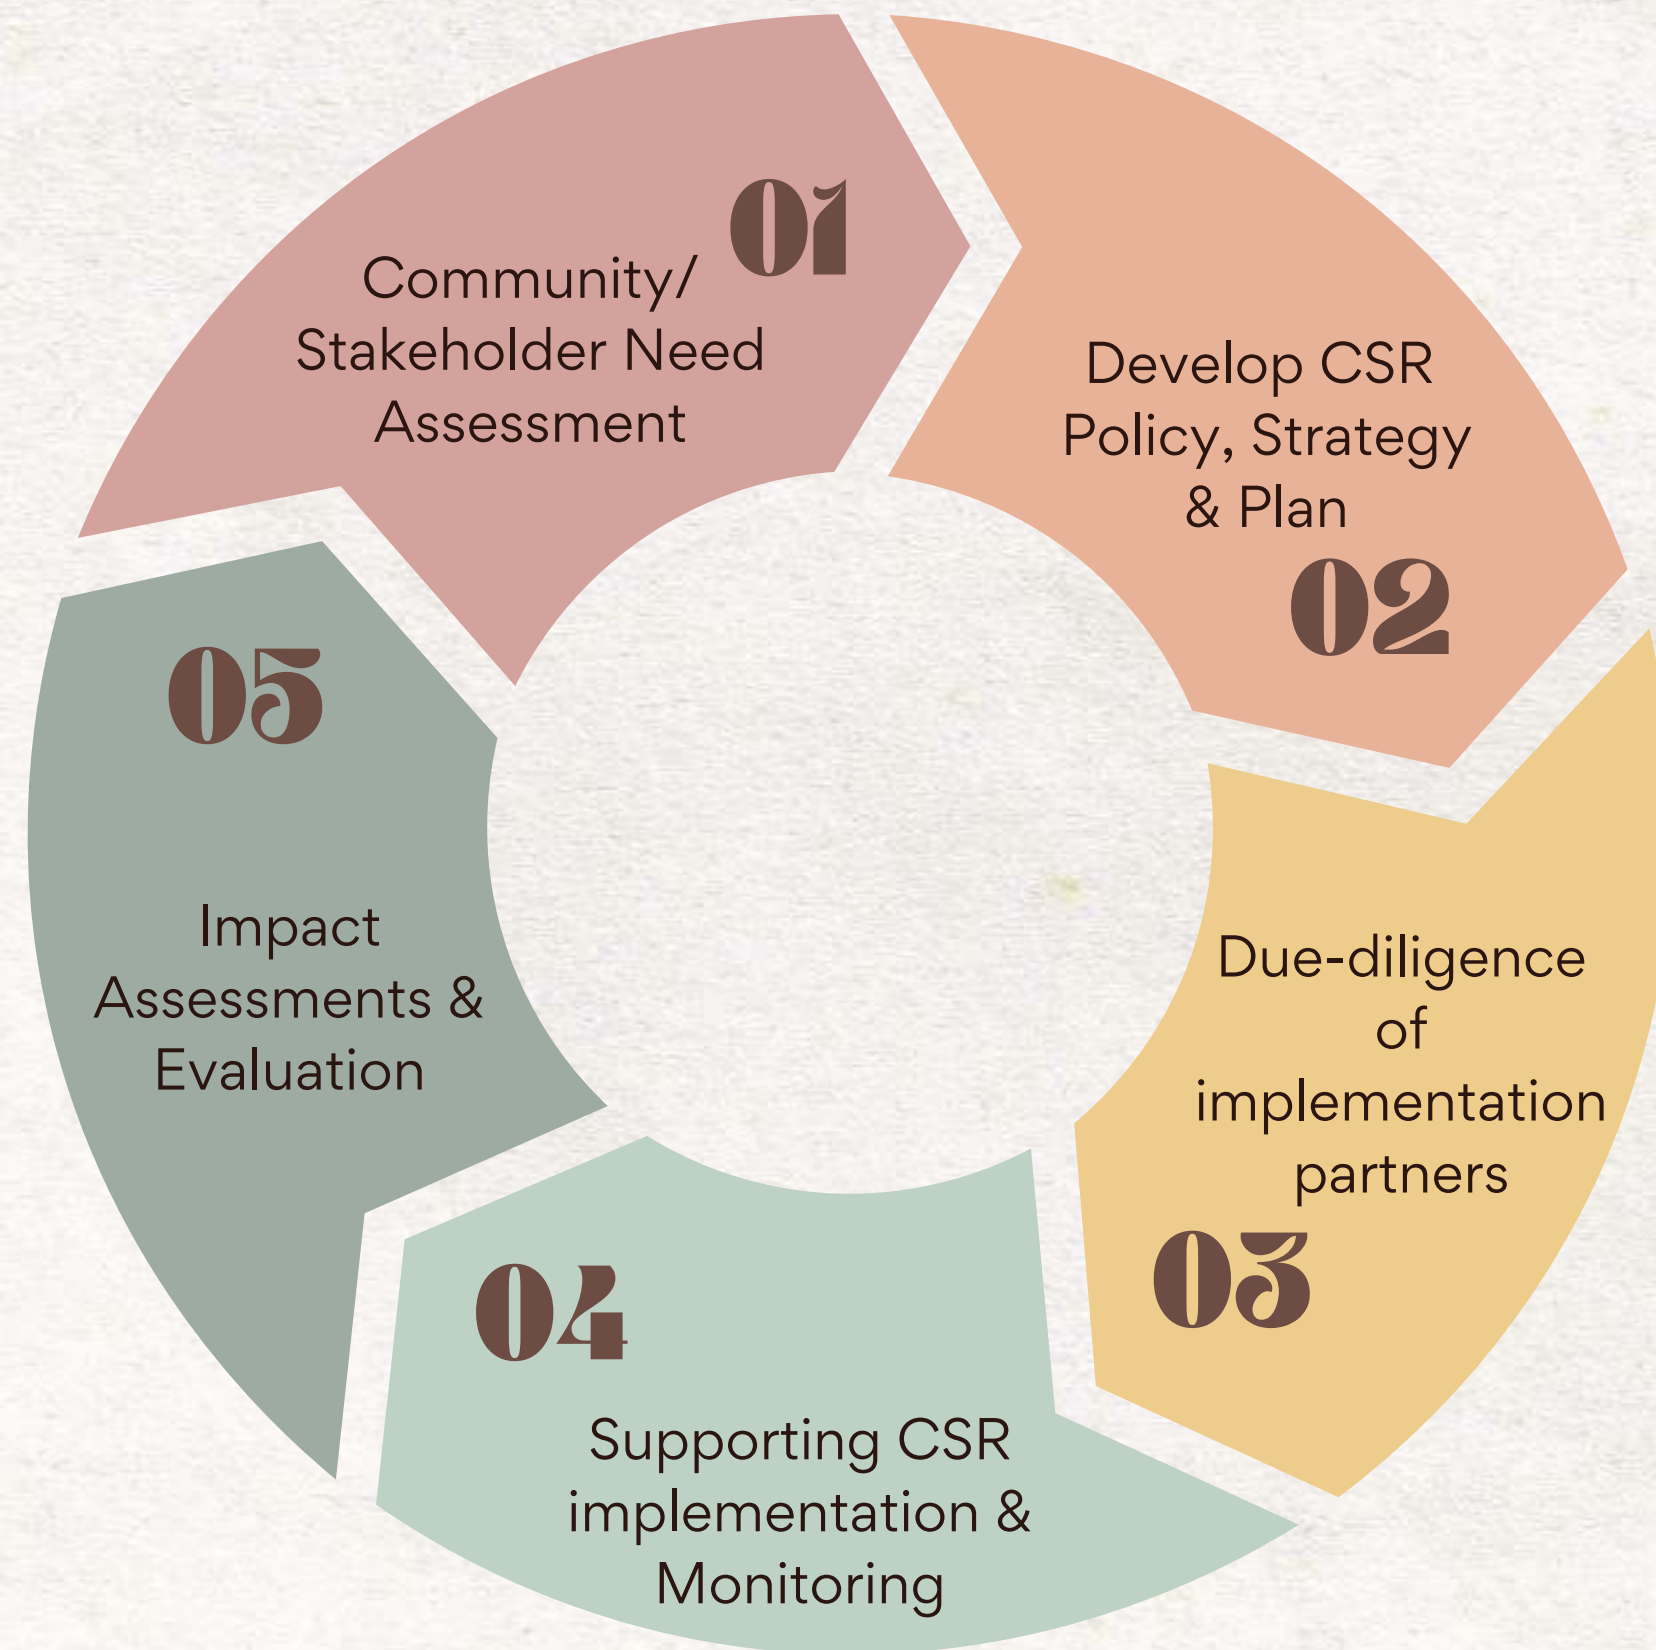 01
Community/
Stakeholder Need
Assessment
Develop CSR
Policy, Strategy
& Plan
02
Due-diligence
of
implementation
partners
03
04
Supporting CSR
implementation &
Monitoring
05
Impact
Assessments &
Evaluation